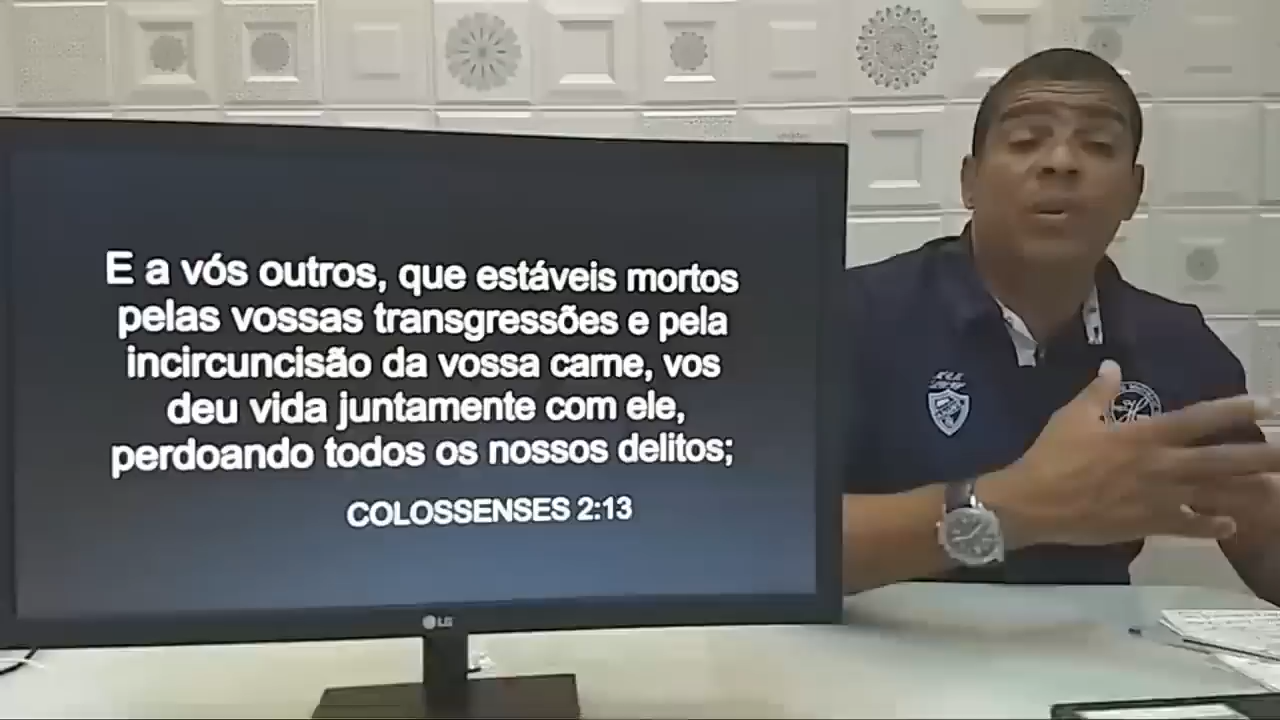 E a vós outros, que estáveis mortos
pelas vossas transgressões e pela
incircuncisão da vossa carne, vos
deu vida juntamente com ele,
perdoando todos os nossos delitos;
COLOSSENSES 2:13
LG